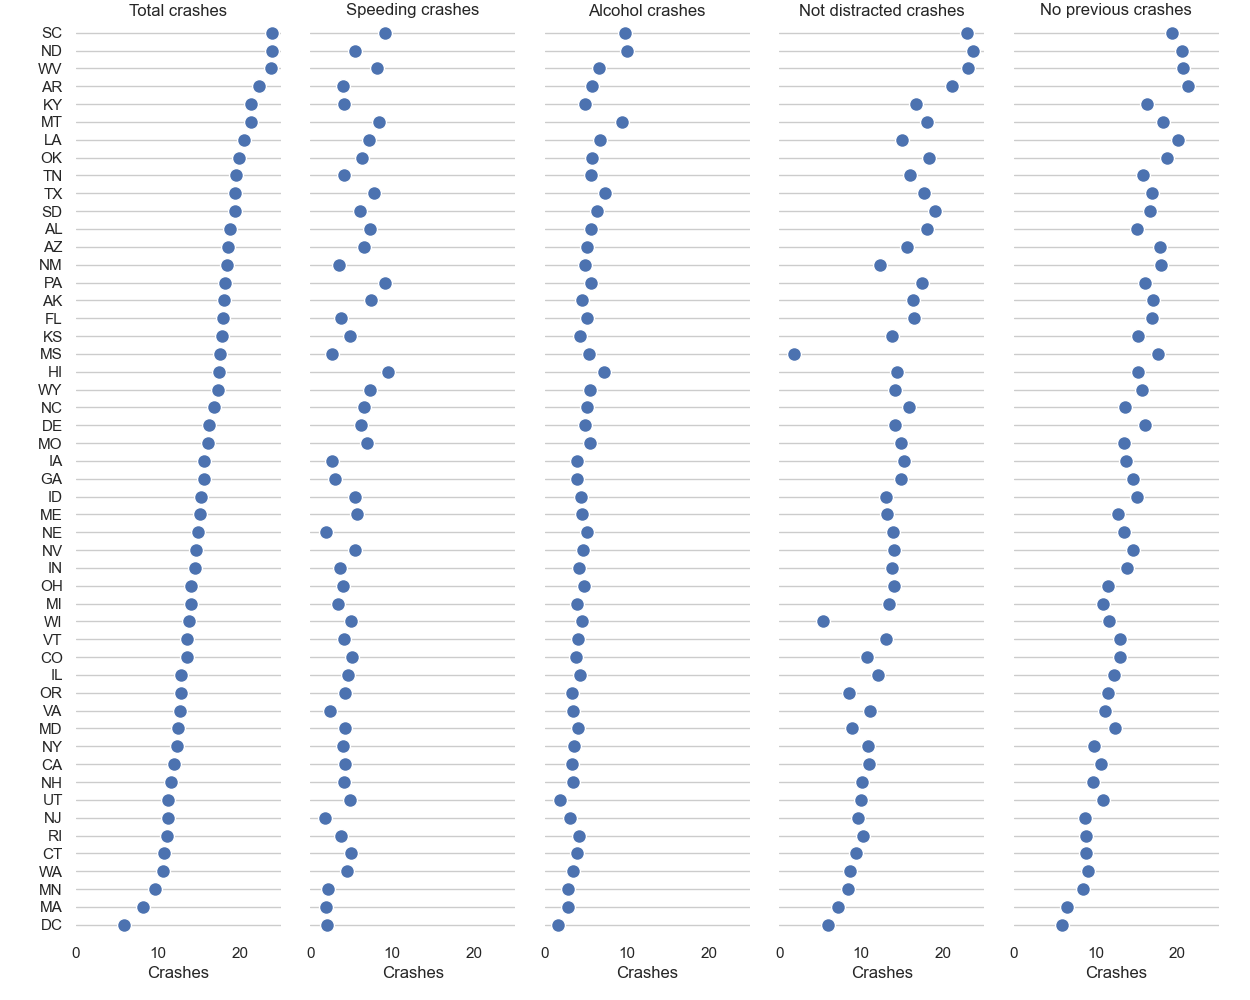 Total crashes Speeding crashes Alcohol crashes Not distracted crashes No previous crashes
SC
ND
WV
AR
KY
MT
LA
OK
TN
TX
SD
AL
AZ
NM
PA
AK
FL
KS
MS
HI
WY
NC
DE
MO
IA
GA
ID
ME
NE
NV
IN
OH
MI
WI
VT
CO
IL
OR
VA
MD
NY
CA
NH
UT
NJ
RI
CT
WA
MN
MA
DC
0 10 20 0 10 20 0 10 20 0 10 20 0 10 20
Crashes Crashes Crashes Crashes Crashes